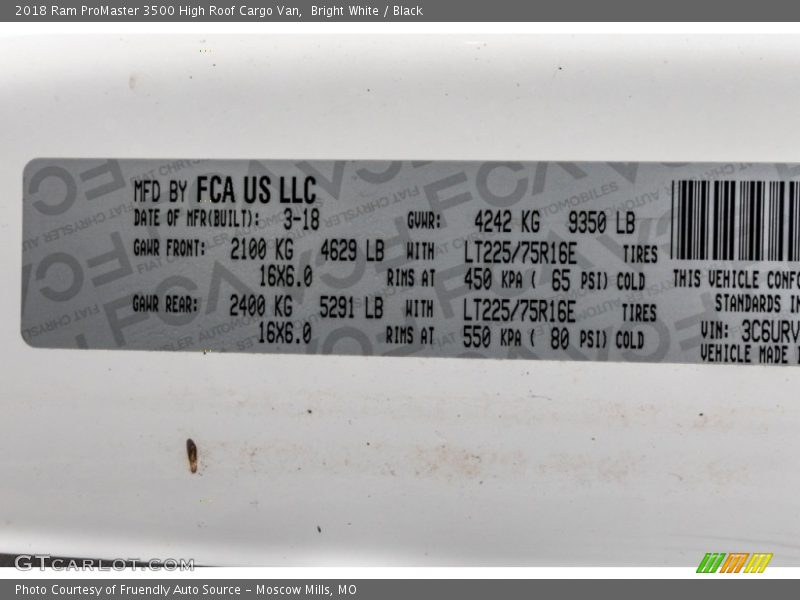 2018 Ram ProMaster 3500 High Roof Cargo Van, Bright White / Black
MFD BY FCA US LLC
DATE OF MFR(BUILT): 3-18 GVWR: 4242 KG 9350 LB
GAWR FRONT: 2100 KG 4629 LB WITH LT225/75R16E TIRES
16X6.0 RIMS AT 450 KPA ( 65 PSI) COLD
GAWR REAR: 2400 KG 5291 LB WITH LT225/75R16E TIRES
16X6.0 RIMS AT 550 KPA ( 80 PSI) COLD
THIS VEHICLE CONFO
STANDARDS IN
VIN: 3C6URV
VEHICLE MADE I
GTCARLOT.COM
Photo Courtesy of Fruendly Auto Source – Moscow Mills, MO